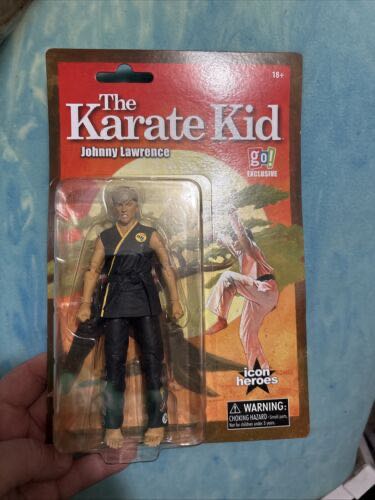 18+
The
Karate Kid
Johnny Lawrence
go!
EXCLUSIVE
icon
heroes
WARNING:
CHOKING HAZARD - Small parts.
Not for children under 3 years.